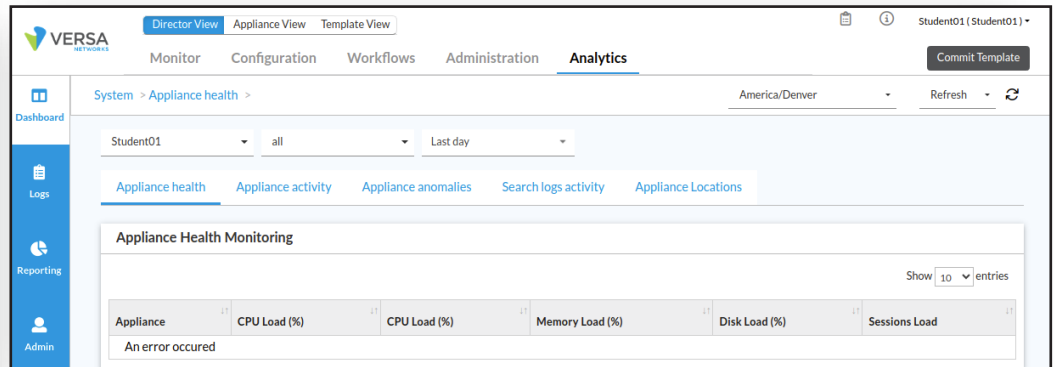 VERSA
NETWORKS
Director View Appliance View Template View
Student01 ( Student01 )
Monitor Configuration Workflows Administration Analytics
Commit Template
Dashboard
Logs
Reporting
Admin
System > Appliance health >
America/Denver
Refresh
Student01
all
Last day
Appliance health Appliance activity Appliance anomalies Search logs activity Appliance Locations
Appliance Health Monitoring
Show 10 entries
Appliance CPU Load (%) CPU Load (%) Memory Load (%) Disk Load (%) Sessions Load
An error occured